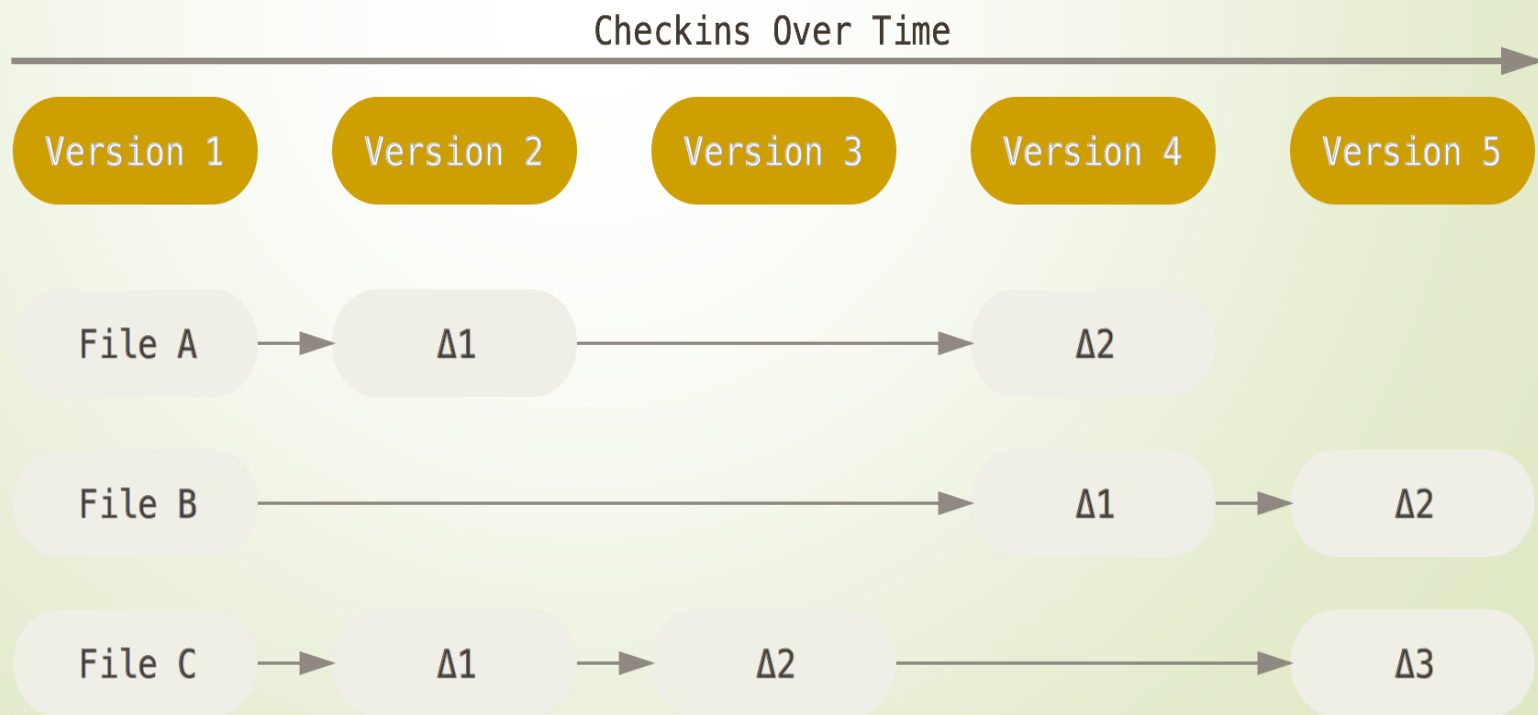 Checkins Over Time
Version 1 Version 2 Version 3 Version 4 Version 5
File A Δ1 Δ2
File B Δ1 Δ2
File C Δ1 Δ2 Δ3